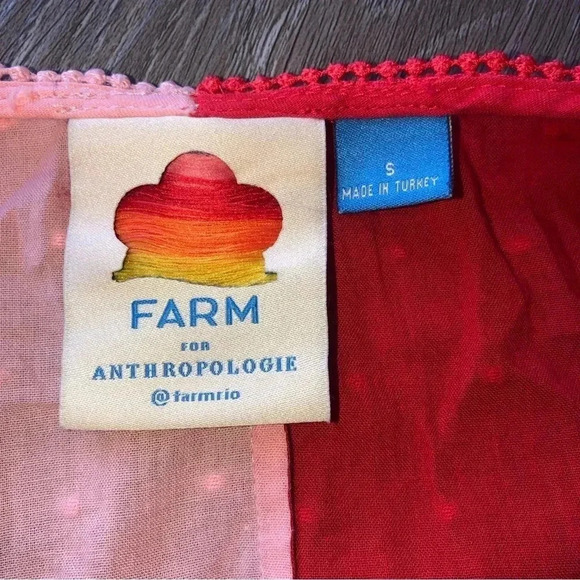 FARM
FOR
ANTHROPOLOGIE
@farmrio
S
MADE IN TURKEY